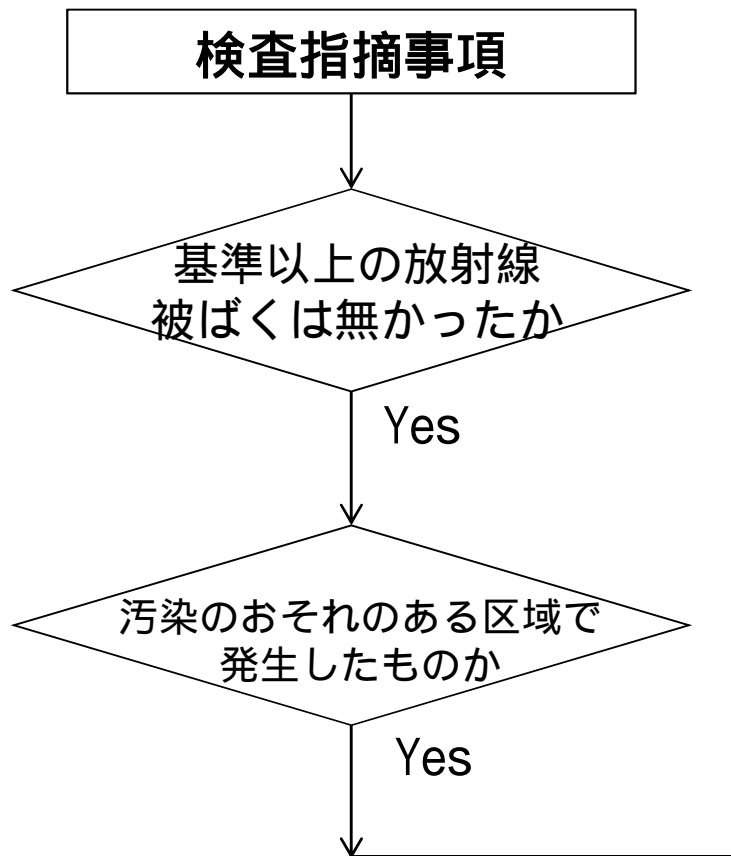 検査指摘事項
基準以上の放射線
被ばくは無かったか
Yes
汚染のおそれのある区域で
発生したものか
Yes